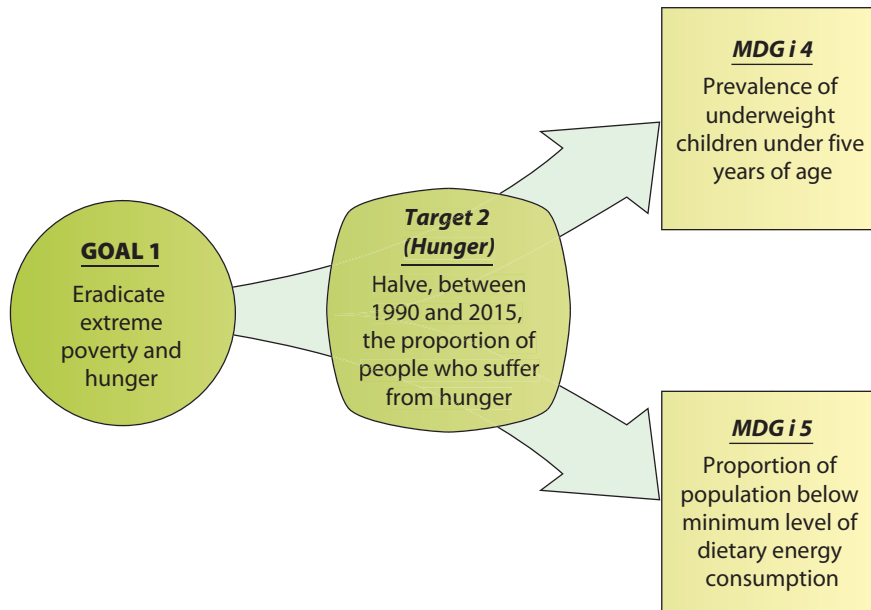 GOAL 1
Eradicate
extreme
poverty and
hunger
Target 2
(Hunger)
Halve, between
1990 and 2015,
the proportion of
people who suffer
from hunger
MDG i 4
Prevalence of
underweight
children under five
years of age
MDG i 5
Proportion of
population below
minimum level of
dietary energy
consumption